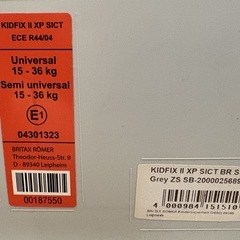 KIDFIX II XP SICT
ECE R44/04
Universal
15 - 36 kg
Semi universal
15 - 36 kg
E1
04301323
BRITAX RÖMER
Theodor-Heuss-Str. 9
D - 89340 Leipheim
00187550
KIDFIX II XP SICT BR S
Grey ZS SB-2000025689
4 000984 151510
Leipheim